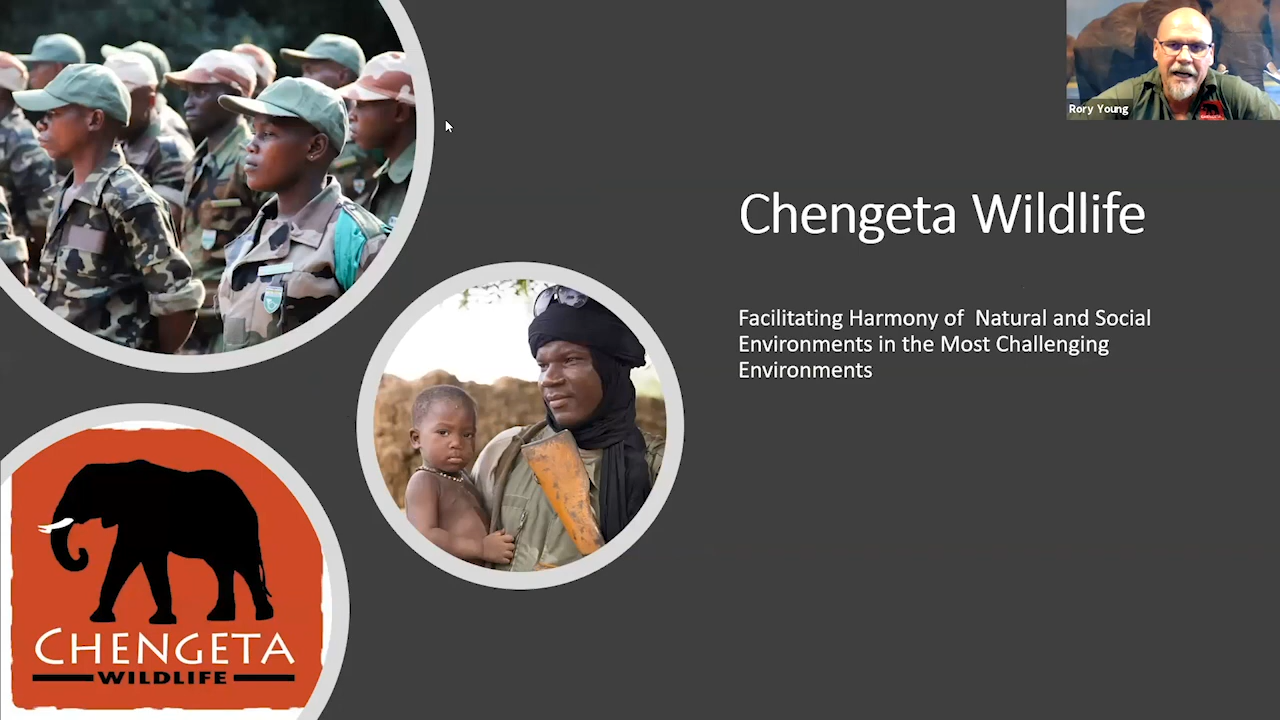 Rory Young
Chengeta Wildlife
Facilitating Harmony of  Natural and Social
Environments in the Most Challenging
Environments
CHENGETA
WILDLIFE